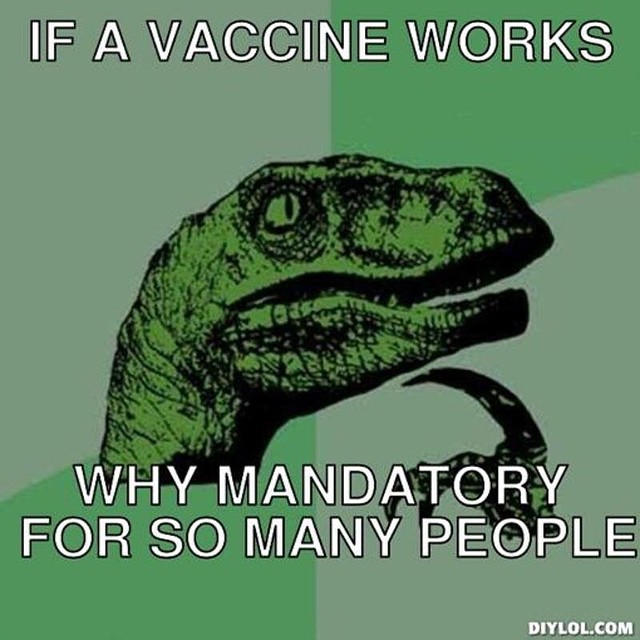 IF A VACCINE WORKS
WHY MANDATORY
FOR SO MANY PEOPLE
DIYLOL.COM